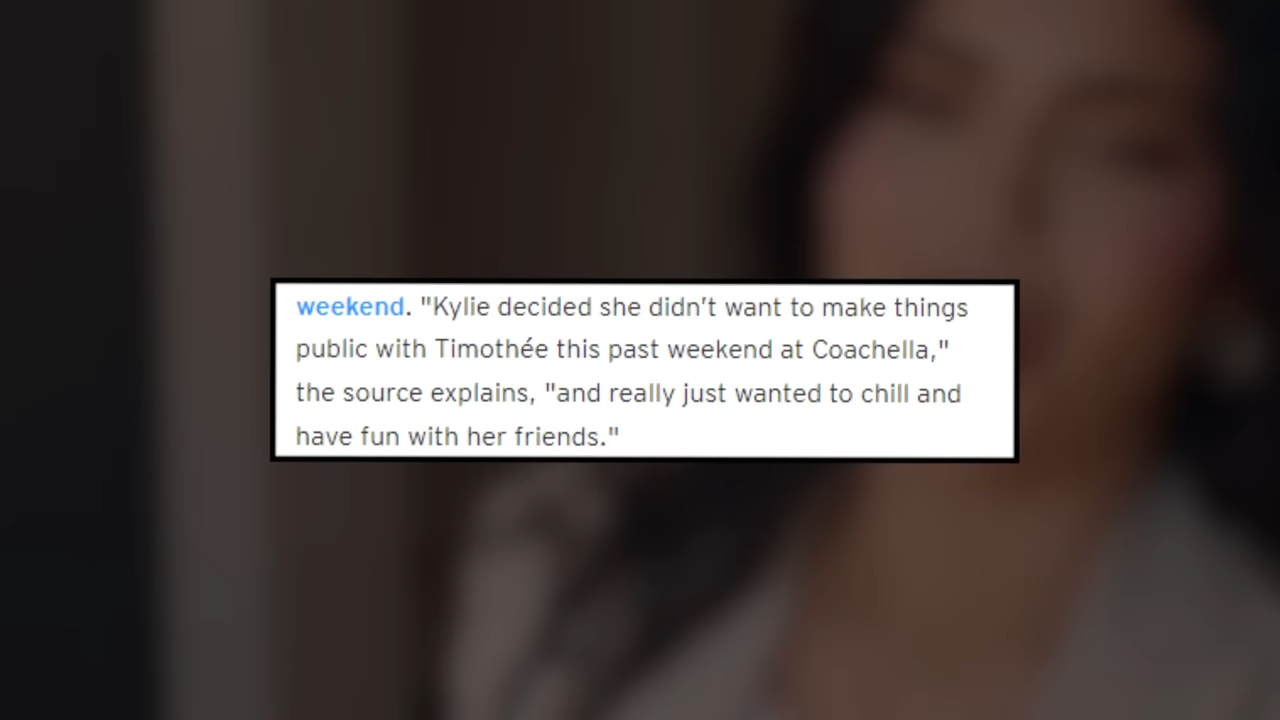 weekend. "Kylie decided she didn't want to make things
public with Timothée this past weekend at Coachella,"
the source explains, "and really just wanted to chill and
have fun with her friends."